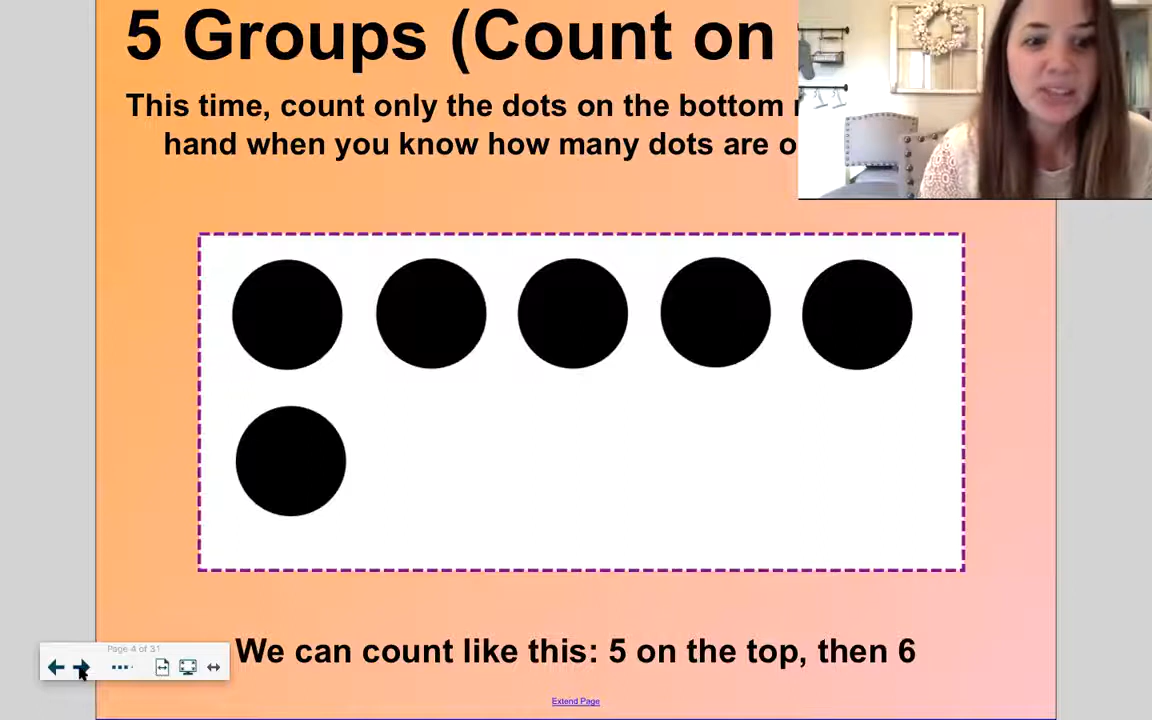 5 Groups (Count on
This time, count only the dots on the bottom
hand when you know how many dots are
We can count like this: 5 on the top, then 6
Page 4 of 31
Extend Page